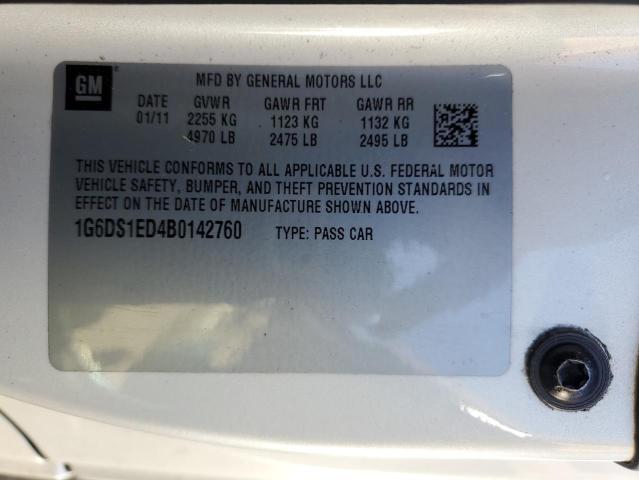 GM
MFD BY GENERAL MOTORS LLC
DATE GVWR GAWR FRT GAWR RR
01/11 2255 KG 1123 KG 1132 KG
4970 LB 2475 LB 2495 LB
THIS VEHICLE CONFORMS TO ALL APPLICABLE U.S. FEDERAL MOTOR
VEHICLE SAFETY, BUMPER, AND THEFT PREVENTION STANDARDS IN
EFFECT ON THE DATE OF MANUFACTURE SHOWN ABOVE.
1G6DS1ED4B0142760 TYPE: PASS CAR